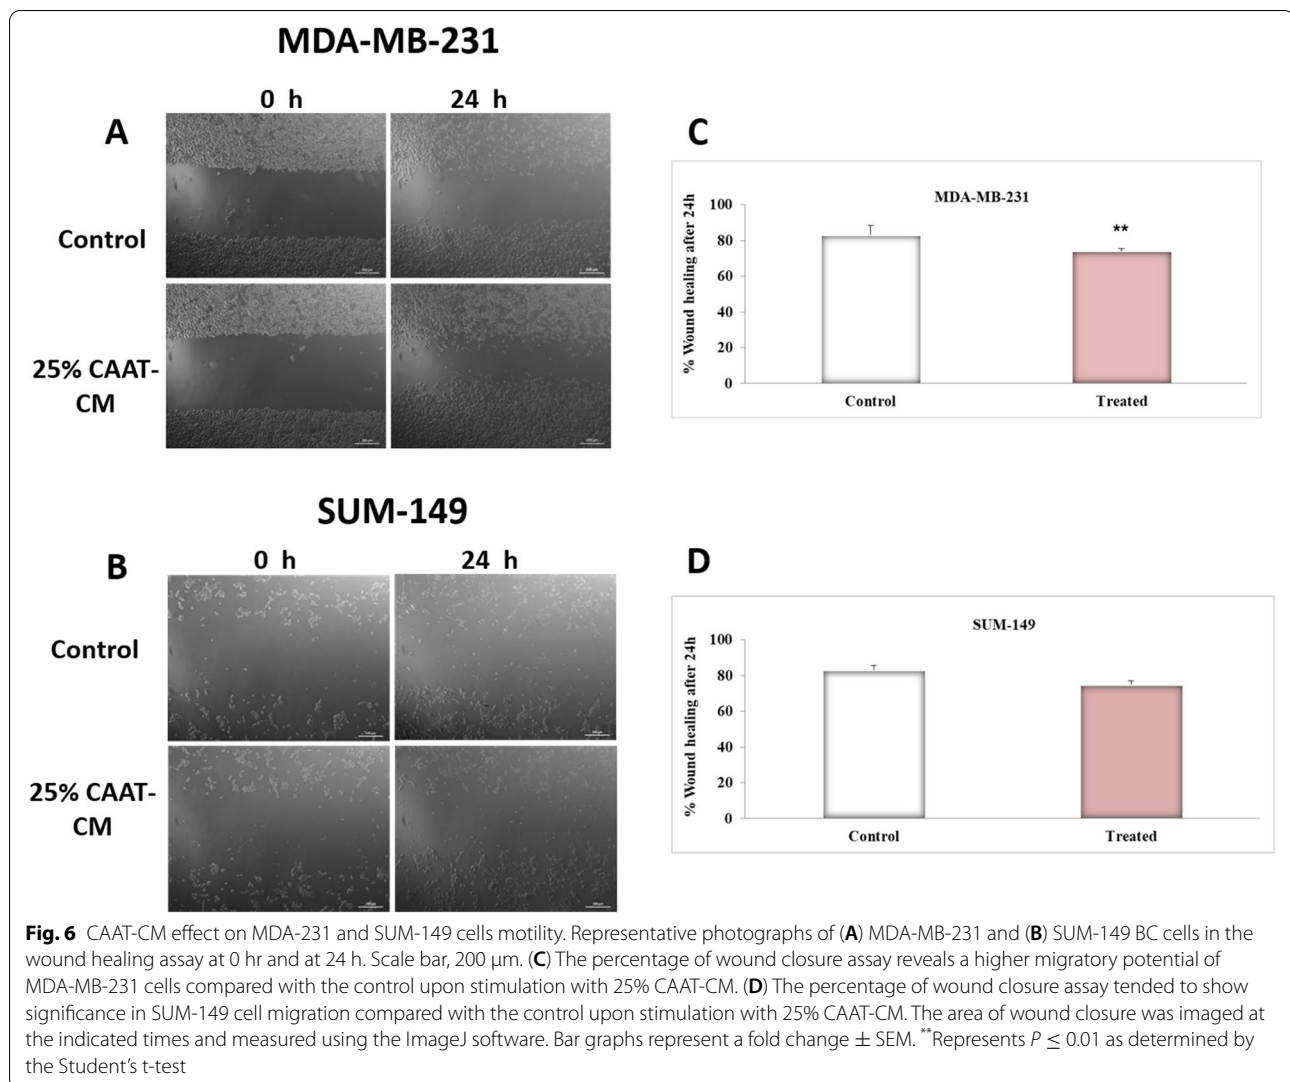 MDA-MB-231
0 h
24 h
A
Control
25% CAAT-
CM
C
MDA-MB-231
% Wound healing after 24h
100
80
60
40
20
0
**
Control
Treated
SUM-149
0 h
24 h
B
Control
25% CAAT-
CM
D
SUM-149
% Wound healing after 24h
100
80
60
40
20
0
Control
Treated
Fig. 6 CAAT-CM effect on MDA-231 and SUM-149 cells motility. Representative photographs of (A) MDA-MB-231 and (B) SUM-149 BC cells in the
wound healing assay at 0 hr and at 24 h. Scale bar, 200 µm. (C) The percentage of wound closure assay reveals a higher migratory potential of
MDA-MB-231 cells compared with the control upon stimulation with 25% CAAT-CM. (D) The percentage of wound closure assay tended to show
significance in SUM-149 cell migration compared with the control upon stimulation with 25% CAAT-CM. The area of wound closure was imaged at
the indicated times and measured using the ImageJ software. Bar graphs represent a fold change ± SEM. **Represents P ≤ 0.01 as determined by
the Student's t-test